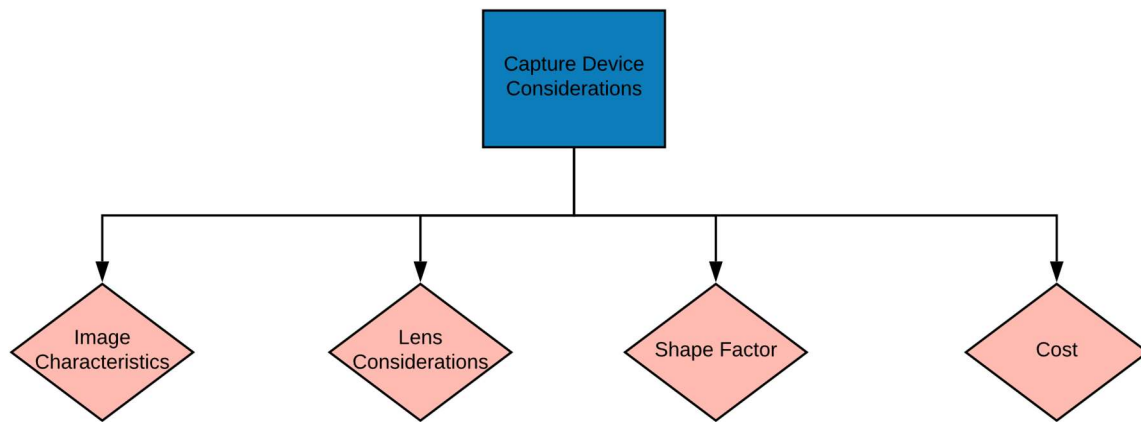 Capture Device
Considerations
Image
Characteristics
Lens
Considerations
Shape Factor
Cost